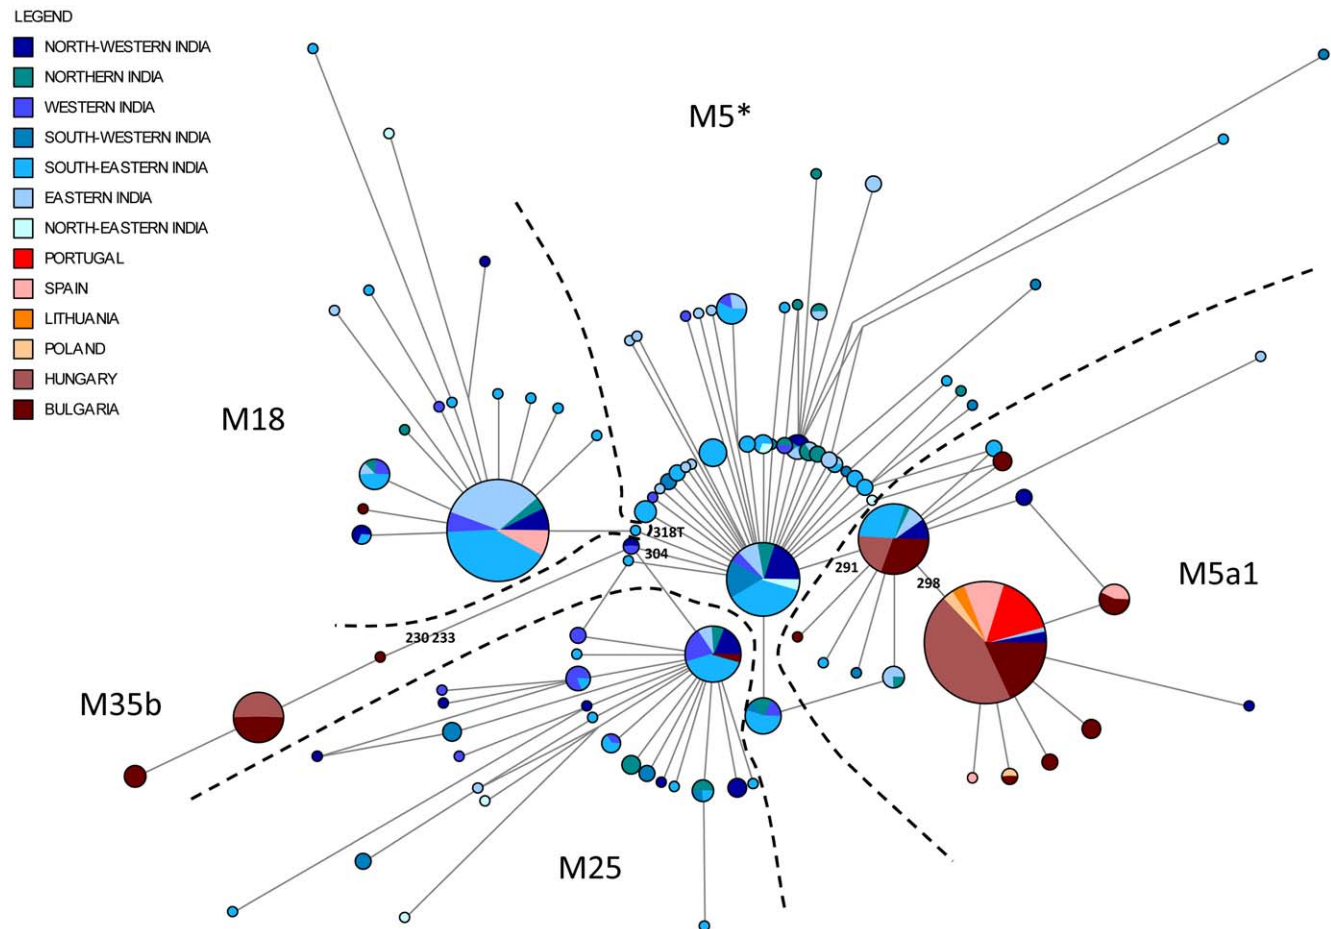 LEGEND
NORTH-WESTERN INDIA
NORTHERN INDIA
WESTERN INDIA
SOUTH-WESTERN INDIA
SOUTH-EASTERN INDIA
EASTERN INDIA
NORTH-EASTERN INDIA
PORTUGAL
SPAIN
LITHUANIA
POLAND
HUNGARY
BULGARIA
M5*
M18
318T
304
291
298
M5a1
230 233
M35b
M25